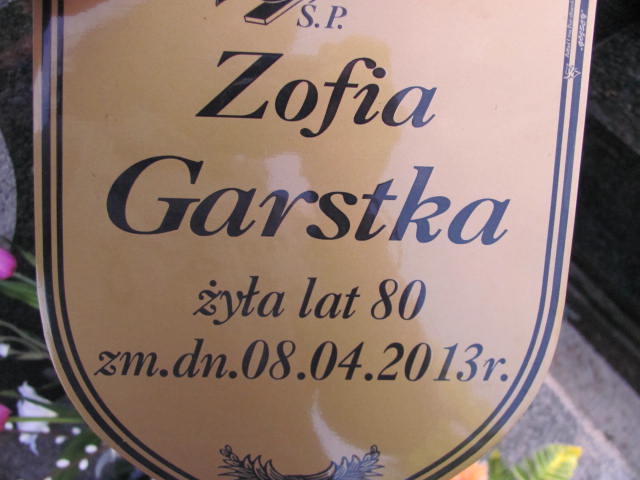 Ś.P.
Zofia
Garstka
żyła lat 80
zm.dn.08.04.2013r.